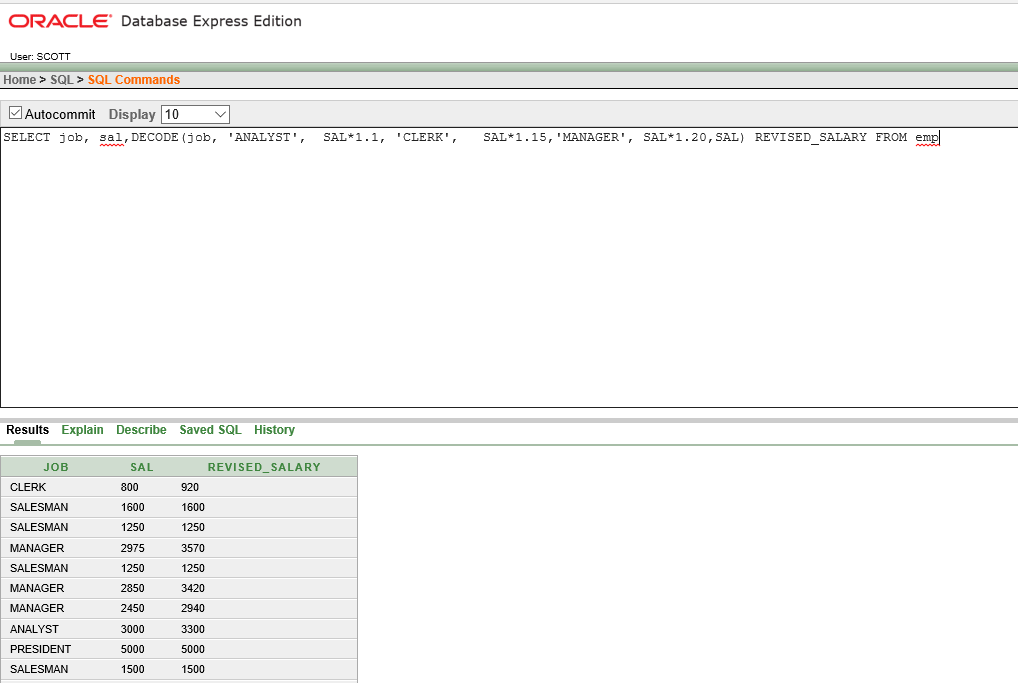 ORACLE Database Express Edition
User: SCOTT
Home > SQL > SQL Commands
Autocommit Display 10
SELECT job, sal,DECODE(job, 'ANALYST',  SAL*1.1, 'CLERK',   SAL*1.15,'MANAGER', SAL*1.20,SAL) REVISED_SALARY FROM emp
Results Explain Describe Saved SQL History
JOB SAL REVISED_SALARY
CLERK 800 920
SALESMAN 1600 1600
SALESMAN 1250 1250
MANAGER 2975 3570
SALESMAN 1250 1250
MANAGER 2850 3420
MANAGER 2450 2940
ANALYST 3000 3300
PRESIDENT 5000 5000
SALESMAN 1500 1500